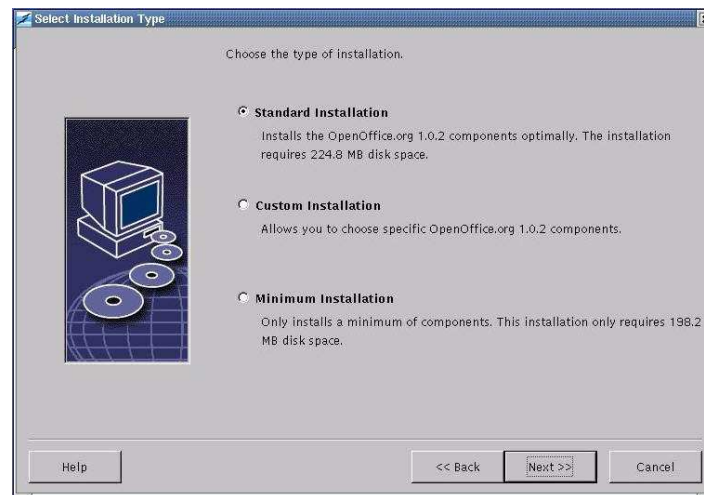 Select Installation Type
Choose the type of installation.
Standard Installation
Installs the OpenOffice.org 1.0.2 components optimally. The installation
requires 224.8 MB disk space.
Custom Installation
Allows you to choose specific OpenOffice.org 1.0.2 components.
Minimum Installation
Only installs a minimum of components. This installation only requires 198.2
MB disk space.
Help
<< Back
Next >>
Cancel